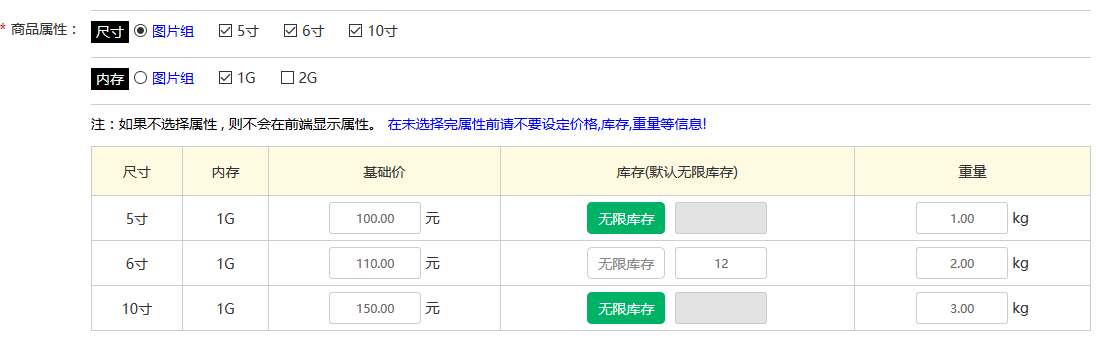 * 商品属性： 尺寸 图片组 5寸 6寸 10寸
内存 图片组 1G 2G
注：如果不选择属性，则不会在前端显示属性。 在未选择完属性前请不要设定价格,库存,重量等信息!
尺寸 内存 基础价 库存(默认无限库存) 重量
5寸 1G 100.00 元 无限库存 1.00 kg
6寸 1G 110.00 元 无限库存 12 2.00 kg
10寸 1G 150.00 元 无限库存 3.00 kg